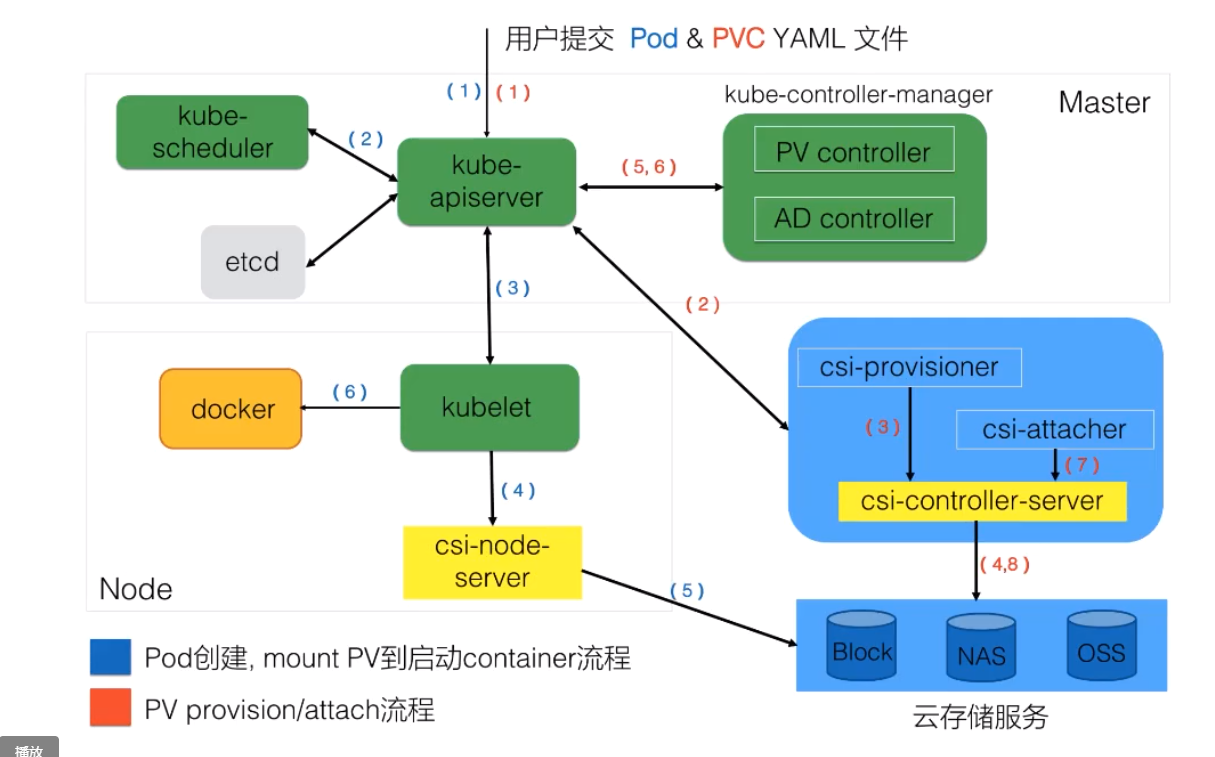 用户提交 Pod & PVC YAML 文件
(1) (1)
kube-controller-manager
Master
kube-
scheduler
(2)
kube-
apiserver
(5, 6)
PV controller
AD controller
etcd
(3)
(2)
docker
(6)
kubelet
csi-provisioner
(3)
csi-attacher
(7)
csi-controller-server
(4)
csi-node-
server
(4,8)
Node
(5)
Block
NAS
OSS
云存储服务
Pod创建, mount PV到启动container流程
PV provision/attach流程
播放